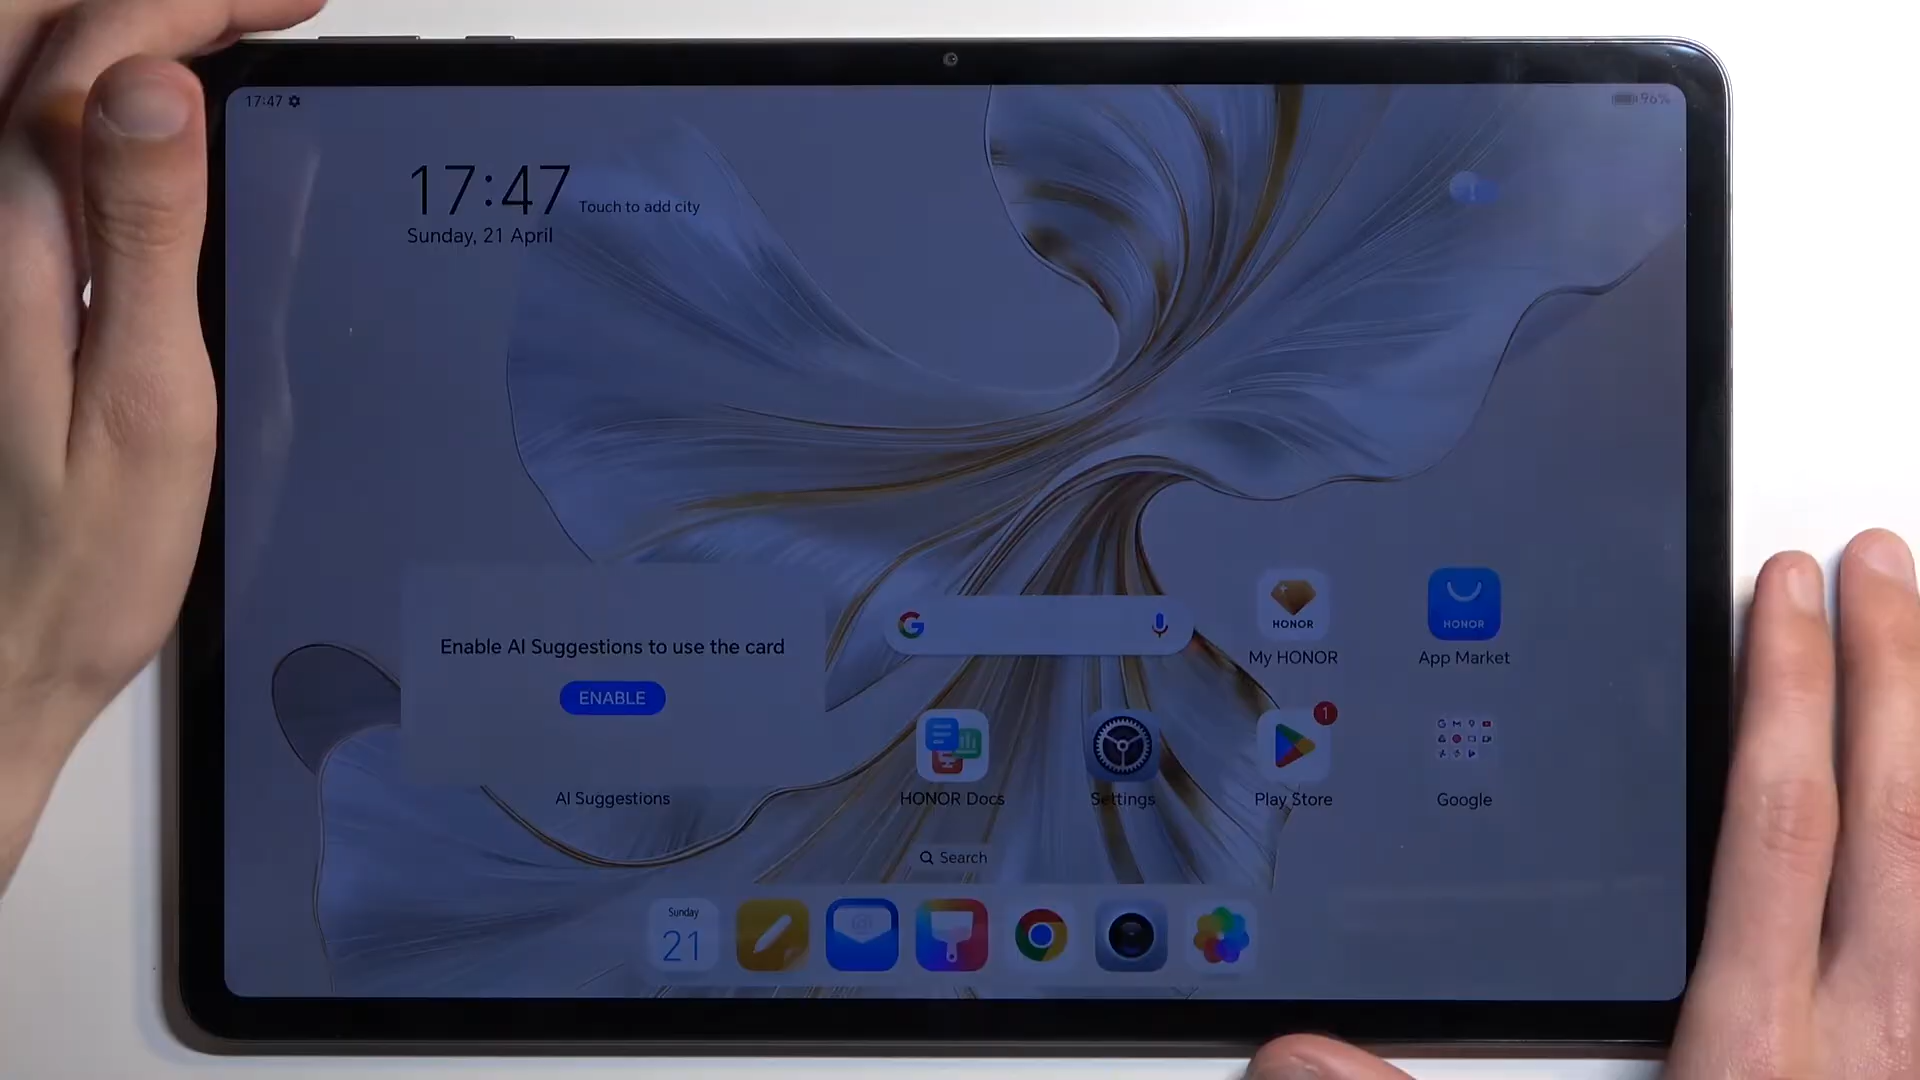 17:47
96%
17:47 Touch to add city
Sunday, 21 April
Enable AI Suggestions to use the card
ENABLE
AI Suggestions
HONOR
My HONOR
HONOR
App Market
HONOR Docs
Settings
1
Play Store
Google
Search
Sunday
21